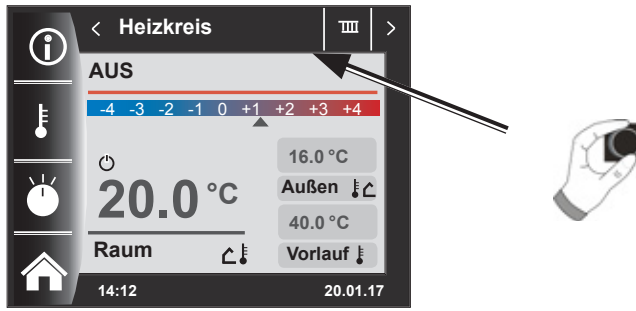 < Heizkreis >
AUS
-4 -3 -2 -1 0 +1 +2 +3 +4
16.0 °C
Außen
20.0 °C
40.0 °C
Raum
Vorlauf
14:12 20.01.17